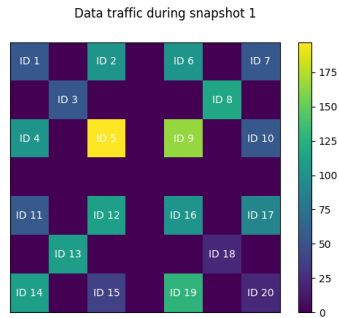 Data traffic during snapshot 1
ID 1 ID 2 ID 6 ID 7
ID 3 ID 8
ID 4 ID 5 ID 9 ID 10
ID 11 ID 12 ID 16 ID 17
ID 13 ID 18
ID 14 ID 15 ID 19 ID 20
175
150
125
100
75
50
25
0